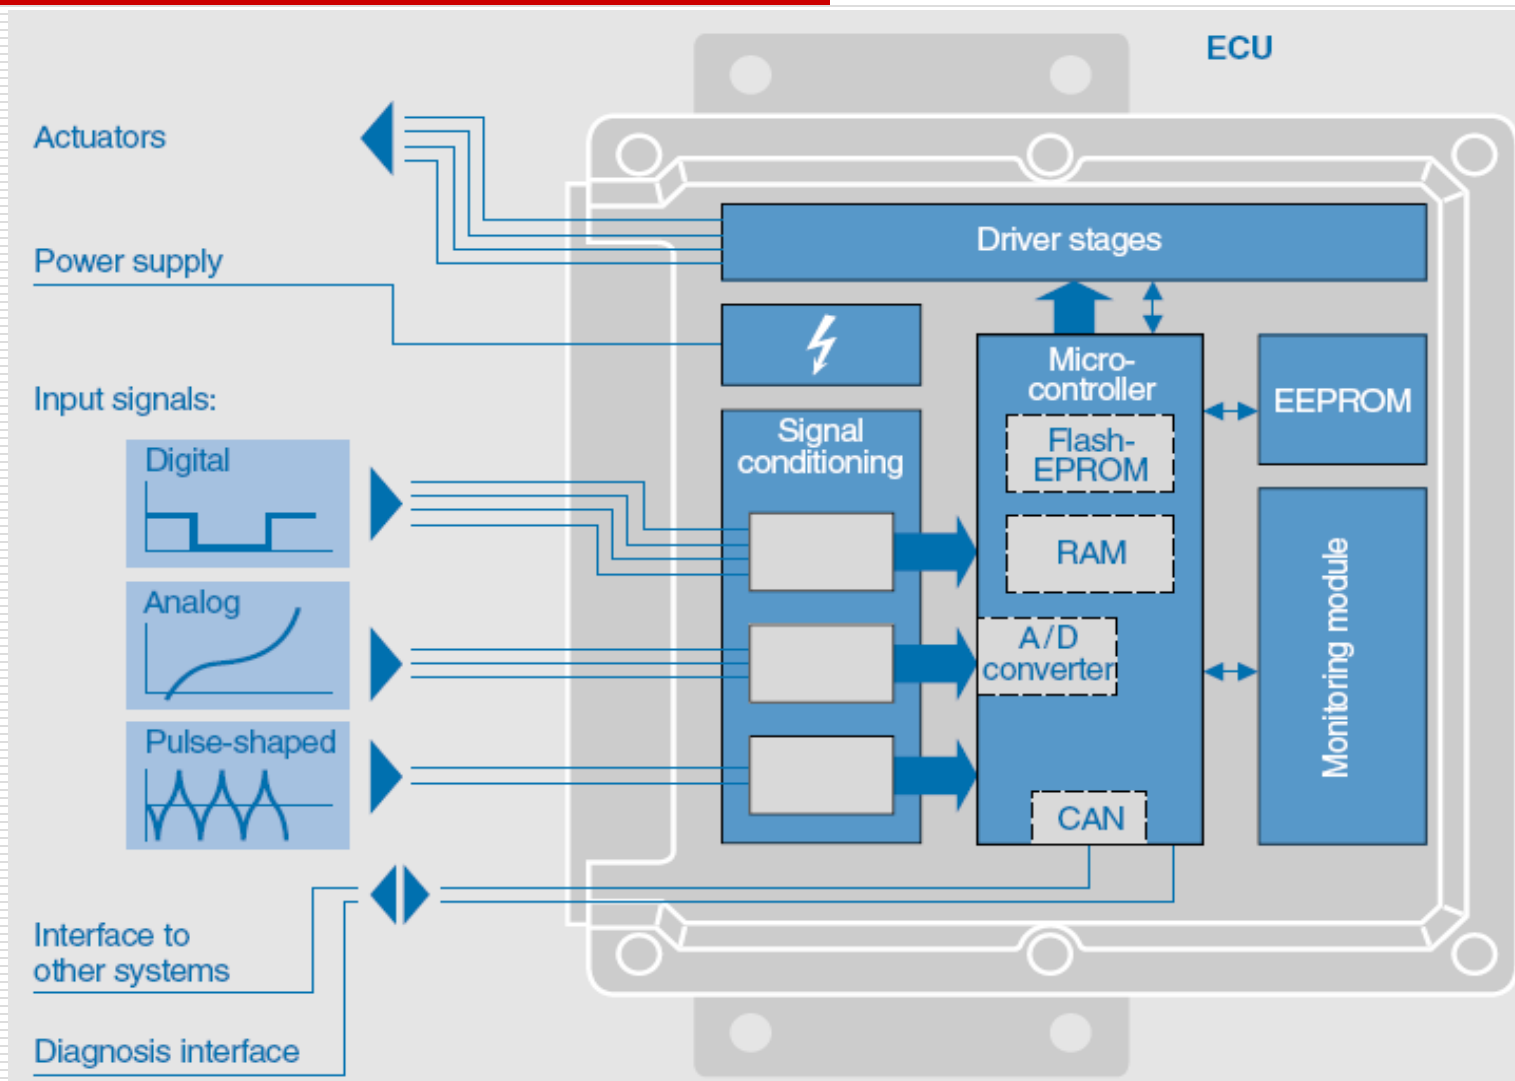 ECU
Actuators
Driver stages
Power supply
Micro-
controller
EEPROM
Input signals:
Signal
conditioning
Flash-
EPROM
Digital
RAM
Monitoring module
Analog
A/D
converter
Pulse-shaped
CAN
Interface to
other systems
Diagnosis interface